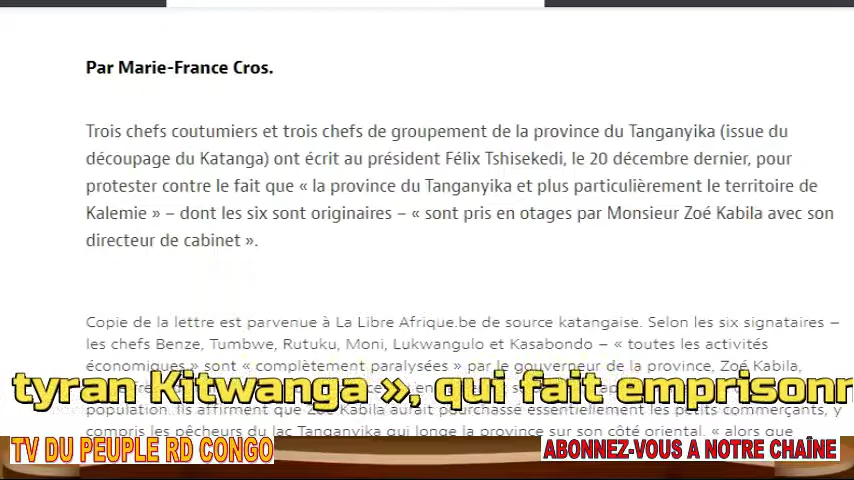 Par Marie-France Cros.
Trois chefs coutumiers et trois chefs de groupement de la province du Tanganyika (issue du
découpage du Katanga) ont écrit au président Félix Tshisekedi, le 20 décembre dernier, pour
protester contre le fait que « la province du Tanganyika et plus particulièrement le territoire de
Kalemie » – dont les six sont originaires – « sont pris en otages par Monsieur Zoé Kabila avec son
directeur de cabinet ».
Copie de la lettre est parvenue à La Libre Afrique.be de source katangaise. Selon les six signataires –
les chefs Benze, Tumbwe, Rutuku, Moni, Lukwangulo et Kasabondo – « toutes les activités
économiques » sont « complètement paralysées » par le gouverneur de la province, Zoé Kabila,
tyran Kitwanga », qui fait emprisonn
population. Ils affirment que Zoé Kabila aurait pourchassé essentiellement les petits commerçants, y
compris les pêcheurs du lac Tanganyika qui longe la province sur son côté oriental, « alors que
TV DU PEUPLE RD CONGO
ABONNEZ-VOUS A NOTRE CHAÎNE